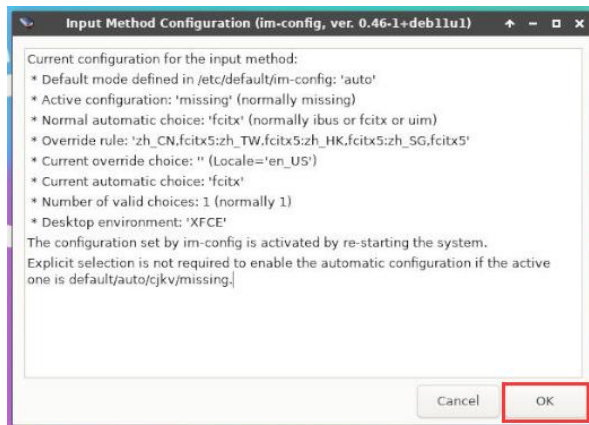 Input Method Configuration (im-config, ver. 0.46-1+deb11u1)
Current configuration for the input method:
* Default mode defined in /etc/default/im-config: 'auto'
* Active configuration: 'missing' (normally missing)
* Normal automatic choice: 'fcitx' (normally ibus or fcitx or uim)
* Override rule: 'zh_CN,fcitx5:zh_TW,fcitx5:zh_HK,fcitx5:zh_SG,fcitx5'
* Current override choice: '' (Locale='en_US')
* Current automatic choice: 'fcitx'
* Number of valid choices: 1 (normally 1)
* Desktop environment: 'XFCE'
The configuration set by im-config is activated by re-starting the system.
Explicit selection is not required to enable the automatic configuration if the active
one is default/auto/cjkv/missing.
Cancel
OK